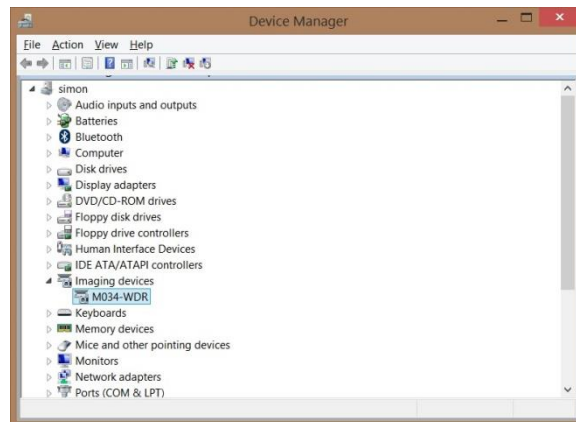 Device Manager
File Action View Help
simon
Audio inputs and outputs
Batteries
Bluetooth
Computer
Disk drives
Display adapters
DVD/CD-ROM drives
Floppy disk drives
Floppy drive controllers
Human Interface Devices
IDE ATA/ATAPI controllers
Imaging devices
M034-WDR
Keyboards
Memory devices
Mice and other pointing devices
Monitors
Network adapters
Ports (COM & LPT)